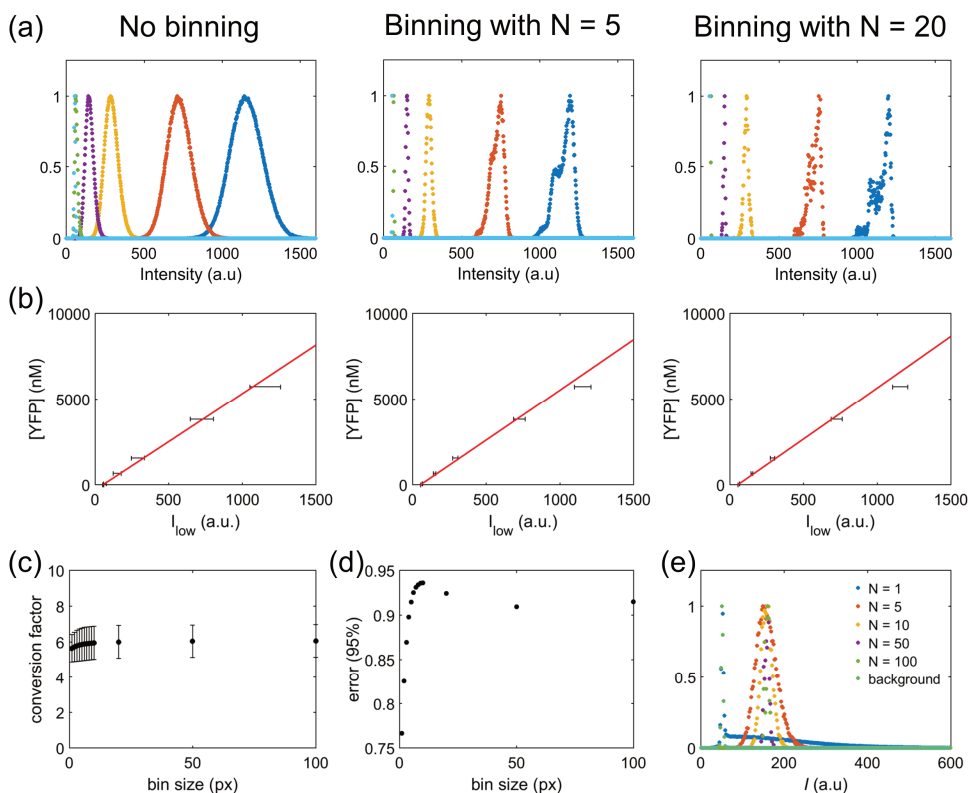 (a)
No binning
Binning with N = 5
Binning with N = 20
1
0.5
0
0 500 1000 1500
Intensity (a.u)
1
0.5
0
0 500 1000 1500
Intensity (a.u)
1
0.5
0
0 500 1000 1500
Intensity (a.u)
(b)
[YFP] (nM)
10000
5000
0
0 500 1000 1500
I_low (a.u.)
[YFP] (nM)
10000
5000
0
0 500 1000 1500
I_low (a.u.)
[YFP] (nM)
10000
5000
0
0 500 1000 1500
I_low (a.u.)
(c)
conversion factor
10
8
6
4
2
0
0 50 100
bin size (px)
(d)
error (95%)
0.95
0.9
0.85
0.8
0.75
0 50 100
bin size (px)
(e)
1
0.5
0
0 200 400 600
I (a.u)
N = 1
N = 5
N = 10
N = 50
N = 100
background